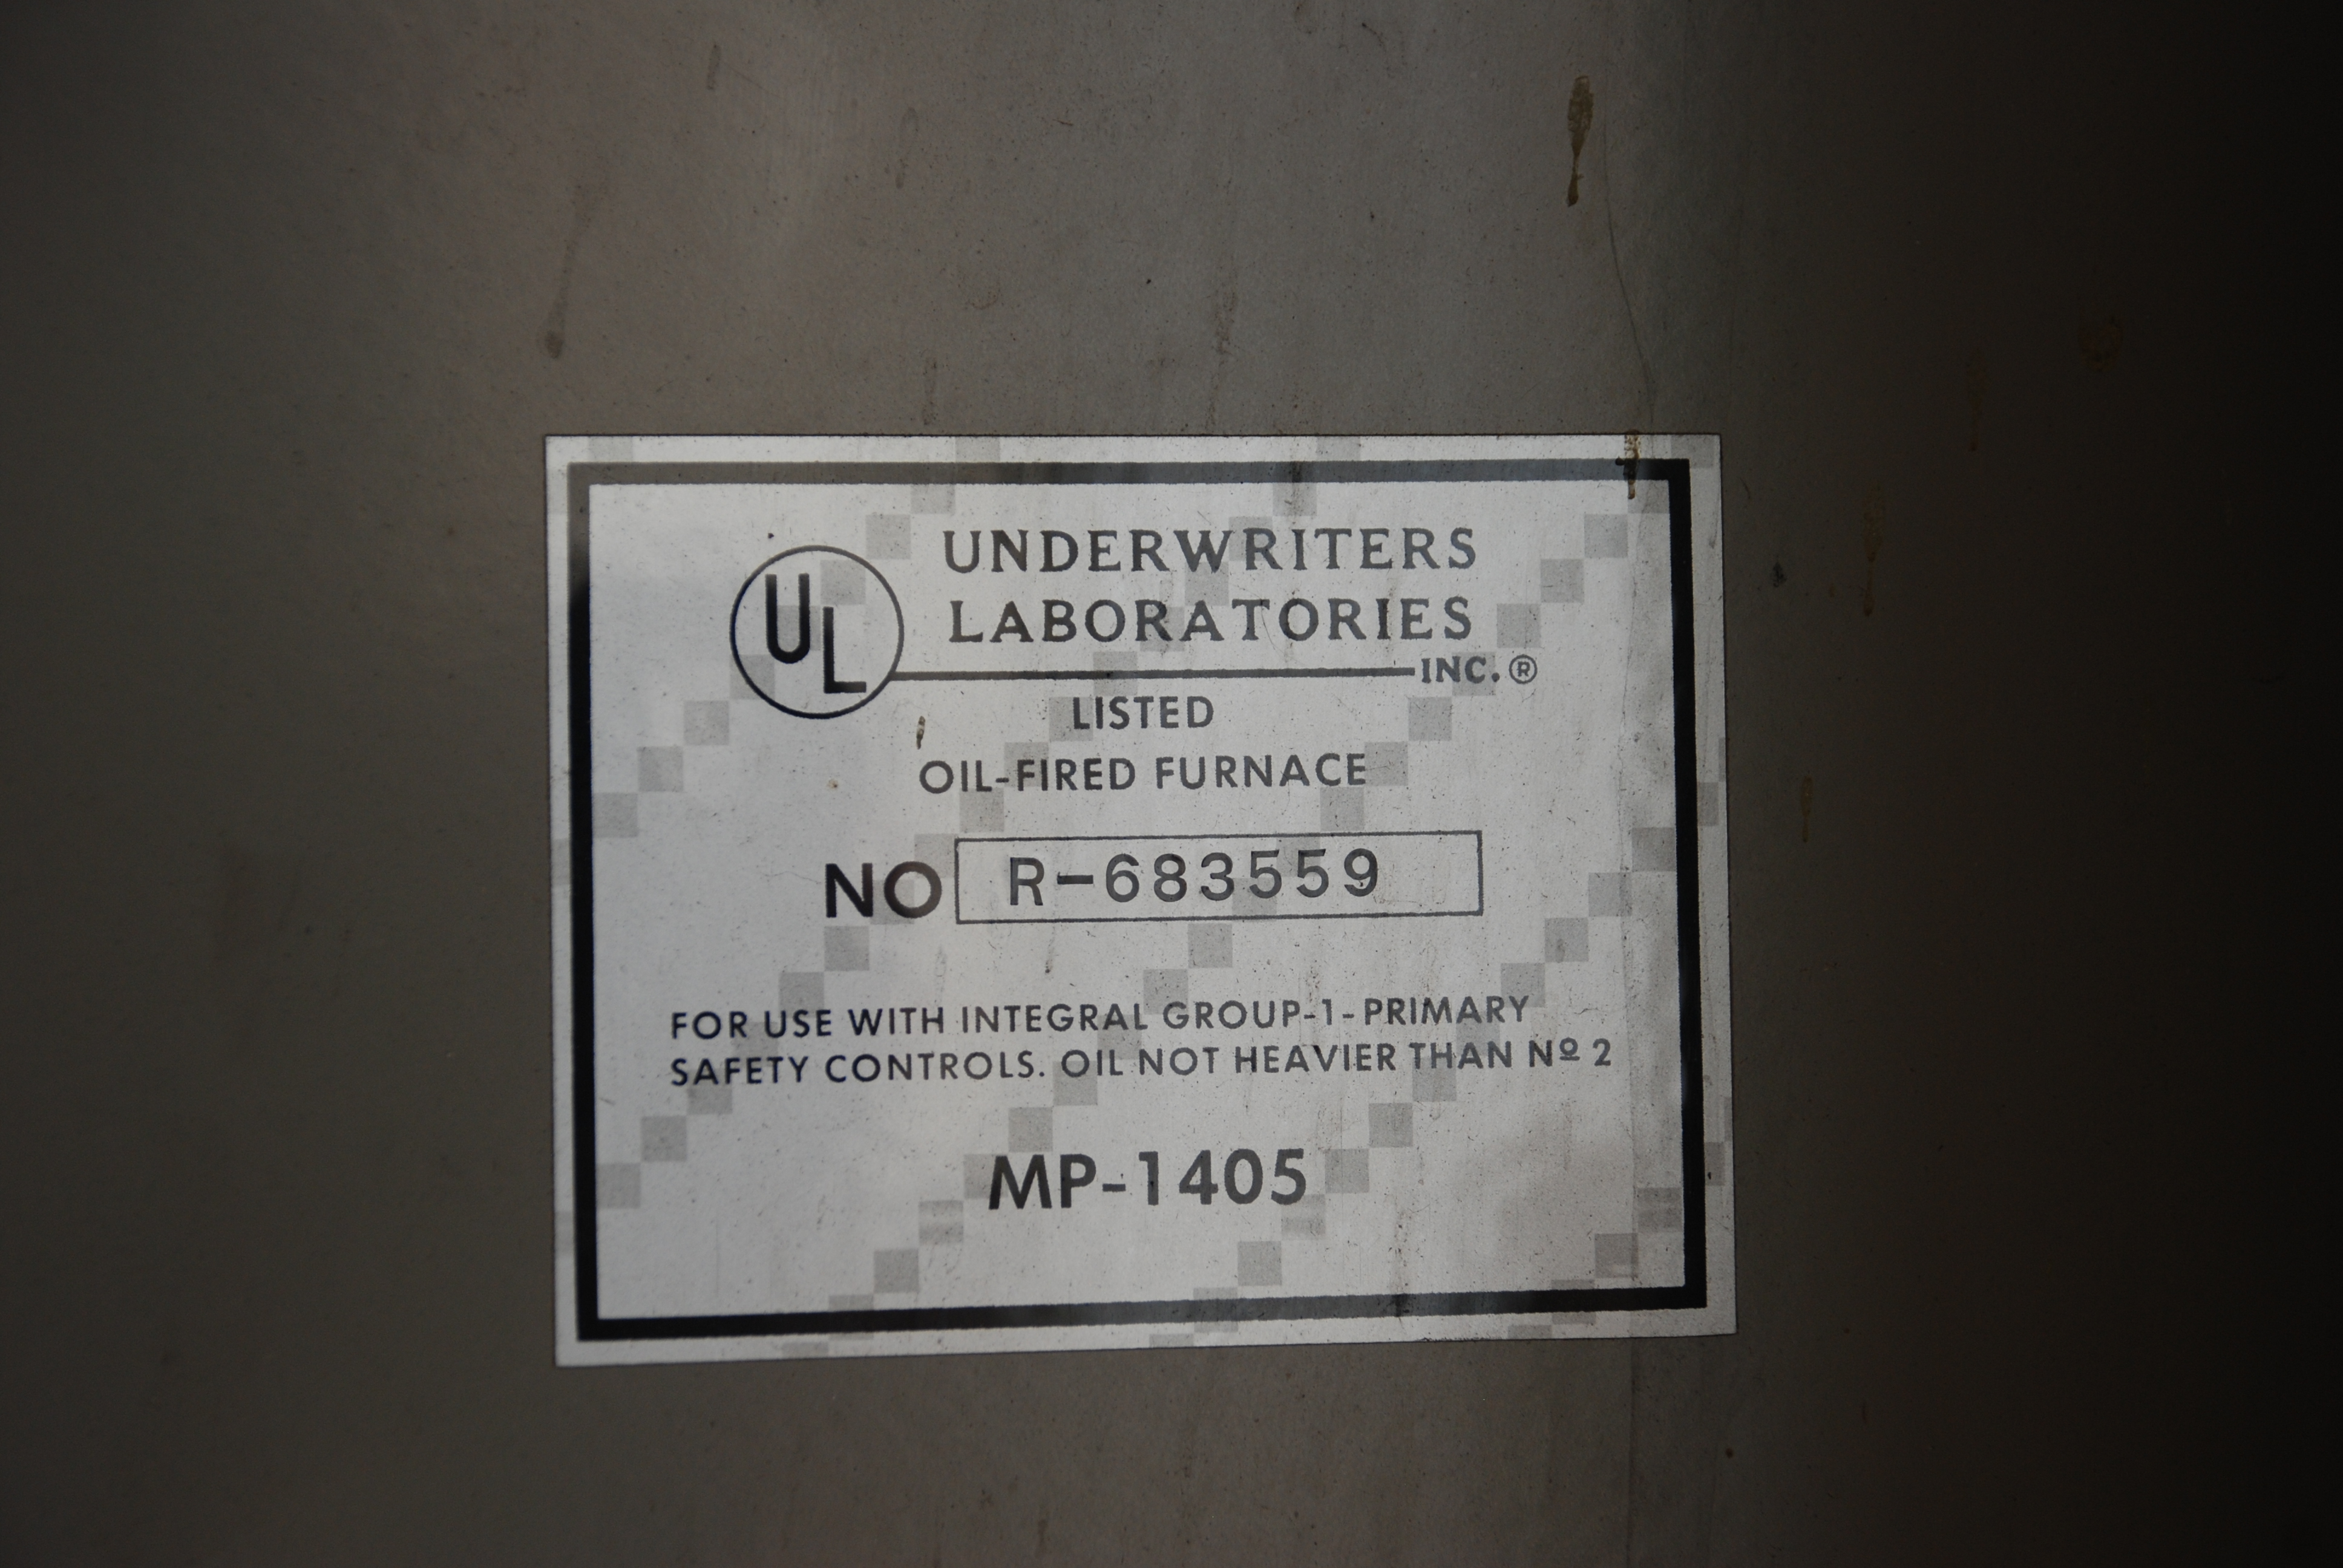 UL
UNDERWRITERS
LABORATORIES
INC.®
LISTED
OIL-FIRED FURNACE
NO R-683559
FOR USE WITH INTEGRAL GROUP-1-PRIMARY
SAFETY CONTROLS. OIL NOT HEAVIER THAN Nº 2
MP-1405